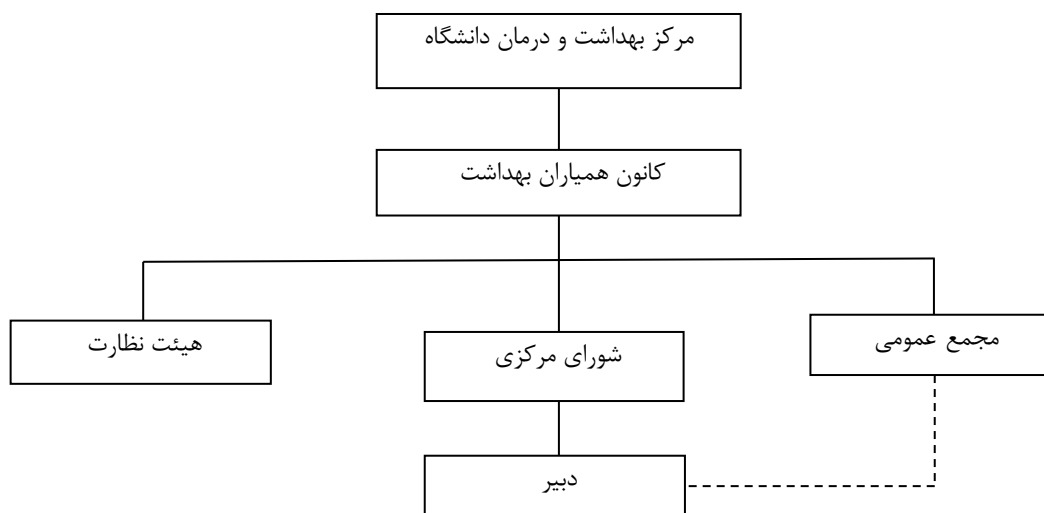 مرکز بهداشت و درمان دانشگاه
کانون همیاران بهداشت
مجمع عمومی
شورای مرکزی
هیئت نظارت
دبیر